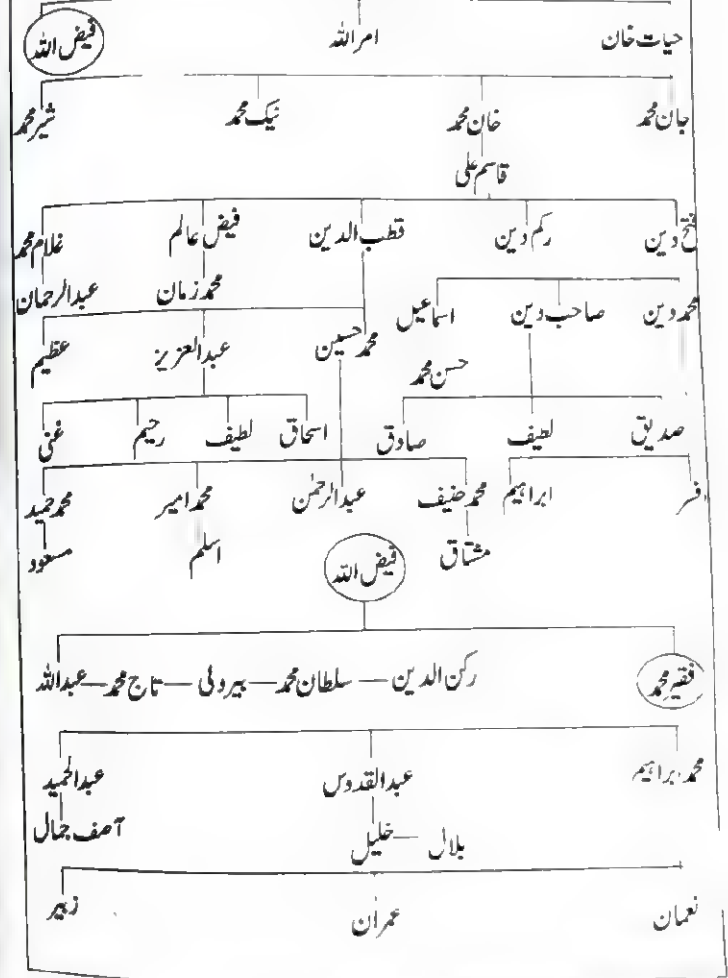 حیات خان امر اللہ فیض اللہ
جان محمد خان محمد نیک محمد شیر محمد
قاسم علی
فتح دین رکم دین قطب الدین فیض عالم غلام محمد
محمد دین صاحب دین اسماعیل محمد زمان عبدالرحمان
محمد حسین عبدالعزیز عظیم
حسن محمد
صدیق لطیف صادق اسحاق لطیف رحیم غنی
افسر ابراہیم محمد حنیف عبدالرحمٰن محمد امیر محمد حمید
مشتاق اسلم مسعود
فیض اللہ
فقیر محمد رکن الدین — سلطان محمد — بیروئی — تاج محمد — عبداللہ
محمد ابراہیم عبدالقدوس عبدالحمید
بلال — خلیل آصف جمال
نعمان عمران زبیر